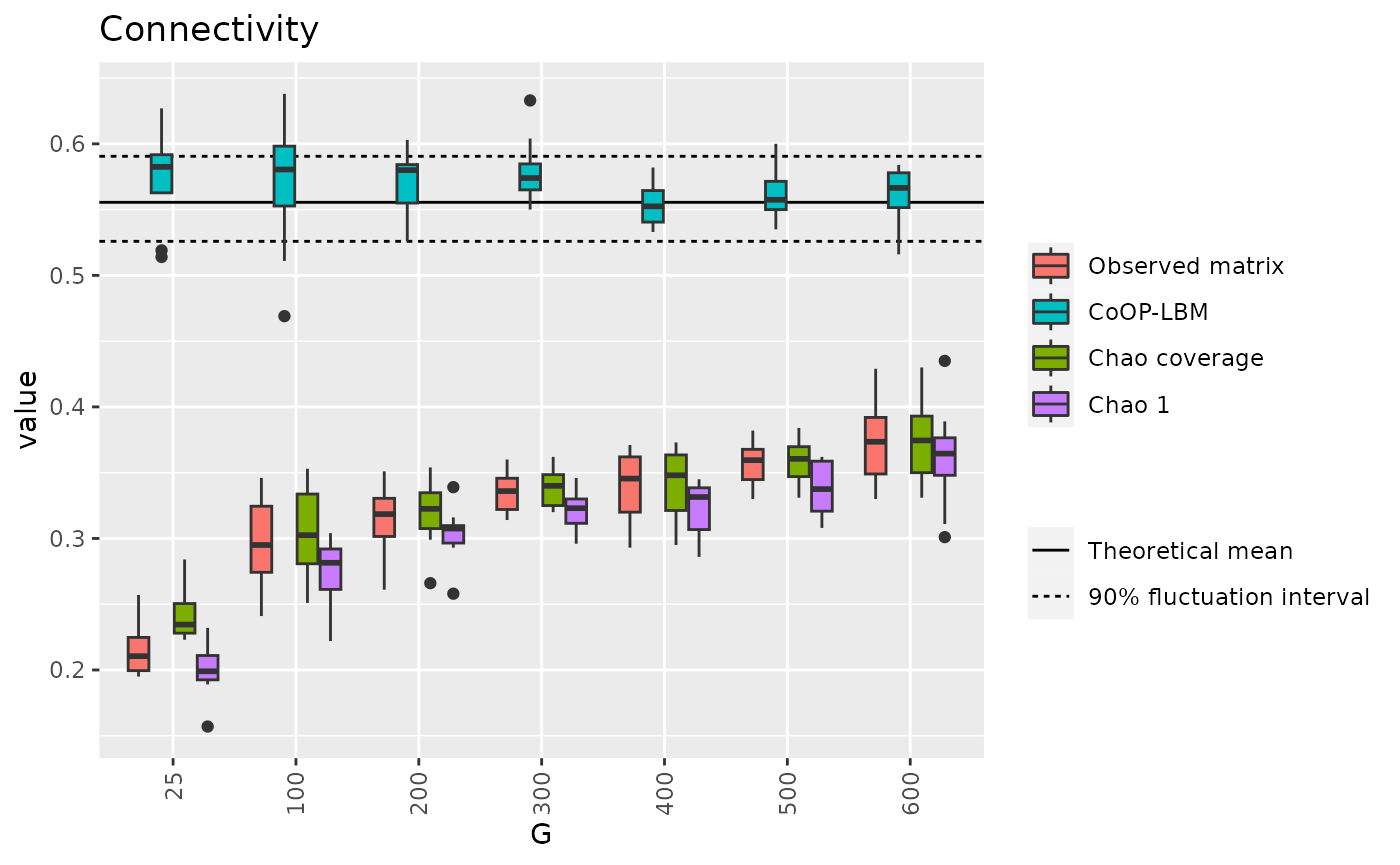 Connectivity
value
0.6
0.5
0.4
0.3
0.2
25
100
200
300
400
500
600
G
Observed matrix
CoOP-LBM
Chao coverage
Chao 1
Theoretical mean
90% fluctuation interval